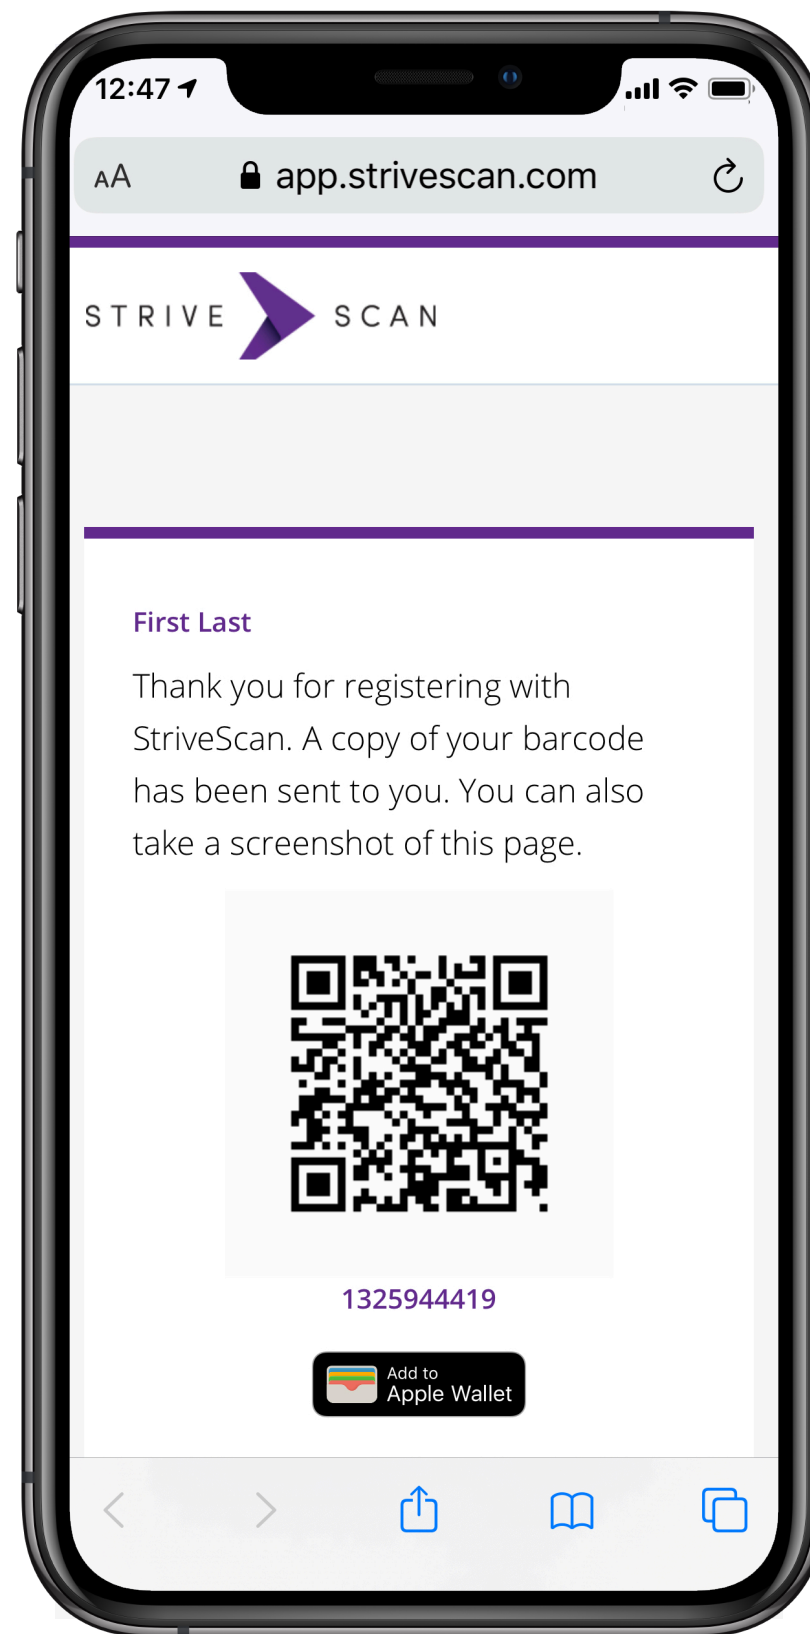 12:47
AA app.strivescan.com
STRIVE SCAN
First Last
Thank you for registering with
StriveScan. A copy of your barcode
has been sent to you. You can also
take a screenshot of this page.
1325944419
Add to
Apple Wallet